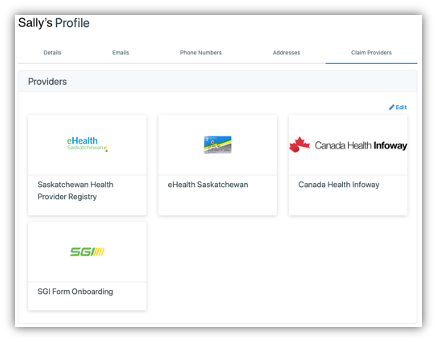 Sally's Profile
Details Emails Phone Numbers Addresses Claim Providers
Providers
Edit
eHealth
Saskatchewan
Canada Health Infoway
Saskatchewan Health
Provider Registry
eHealth Saskatchewan
Canada Health Infoway
SGI
SGI Form Onboarding